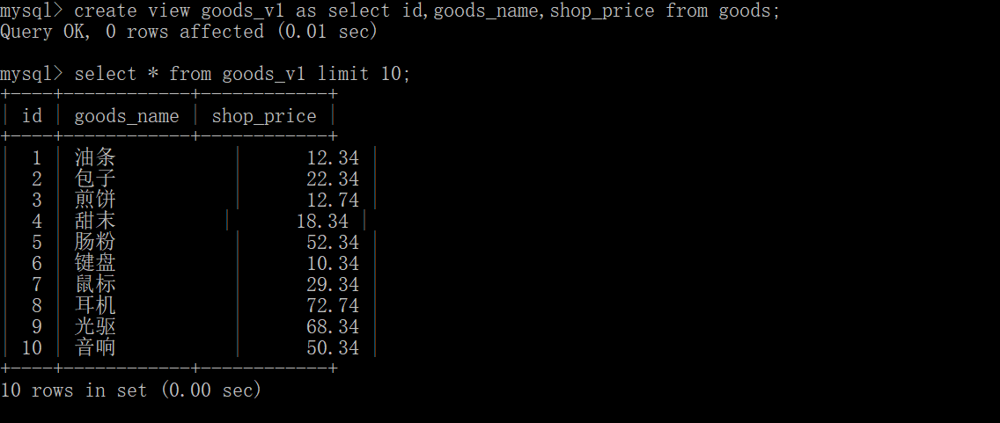 mysql> create view goods_v1 as select id,goods_name,shop_price from goods;
Query OK, 0 rows affected (0.01 sec)
mysql> select * from goods_v1 limit 10;
+----+------------+------------+
| id | goods_name | shop_price |
+----+------------+------------+
|  1 | 油条            |      12.34 |
|  2 | 包子            |      22.34 |
|  3 | 煎饼            |      12.74 |
|  4 | 甜末           |      18.34 |
|  5 | 肠粉            |      52.34 |
|  6 | 键盘            |      10.34 |
|  7 | 鼠标            |      29.34 |
|  8 | 耳机            |      72.74 |
|  9 | 光驱            |      68.34 |
| 10 | 音响            |      50.34 |
+----+------------+------------+
10 rows in set (0.00 sec)